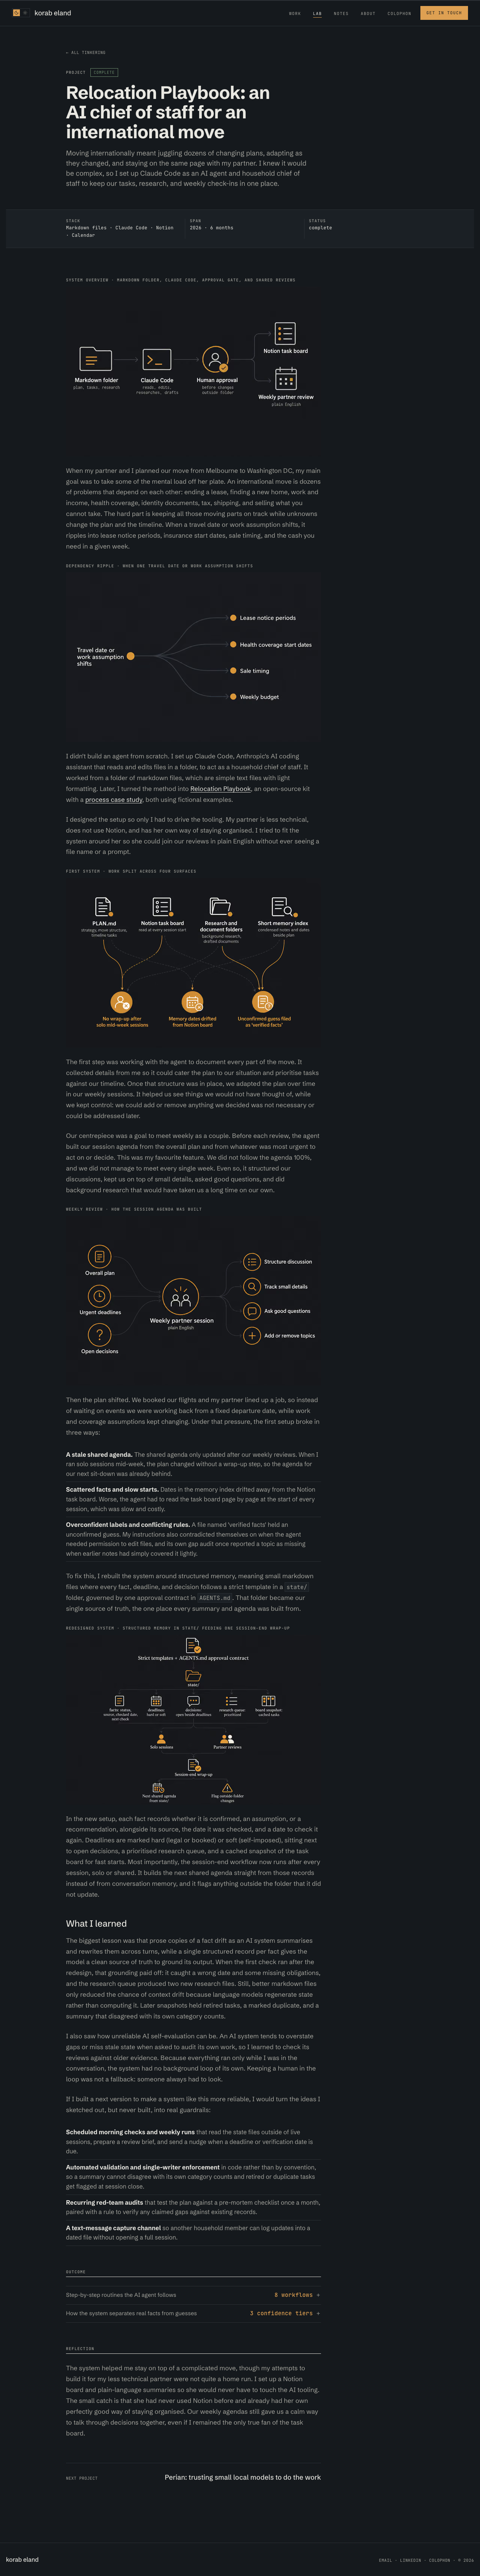 korab eland
WORK LAB NOTES ABOUT COLOPHON GET IN TOUCH
← ALL TINKERING
PROJECT COMPLETE
Relocation Playbook: an
AI chief of staff for an
international move
Moving internationally meant juggling dozens of changing plans, adapting as
they changed, and staying on the same page with my partner. I knew it would
be complex, so I set up Claude Code as an AI agent and household chief of
staff to keep our tasks, research, and weekly check-ins in one place.
STACK
Markdown files · Claude Code · Notion
· Calendar
SPAN
2026 · 6 months
STATUS
complete
SYSTEM OVERVIEW · MARKDOWN FOLDER, CLAUDE CODE, APPROVAL GATE, AND SHARED REVIEWS
Markdown folder
plan, tasks, research
Claude Code
reads, edits,
researches, drafts
Human approval
before changes
outside folder
Notion task board
Weekly partner review
plain English
When my partner and I planned our move from Melbourne to Washington DC, my main
goal was to take some of the mental load off her plate. An international move is dozens
of problems that depend on each other: ending a lease, finding a new home, work and
income, health coverage, identity documents, tax, shipping, and selling what you
cannot take. The hard part is keeping all those moving parts on track while unknowns
change the plan and the timeline. When a travel date or work assumption shifts, it
ripples into lease notice periods, insurance start dates, sale timing, and the cash you
need in a given week.
DEPENDENCY RIPPLE · WHEN ONE TRAVEL DATE OR WORK ASSUMPTION SHIFTS
Travel date or
work assumption
shifts
Lease notice periods
Health coverage start dates
Sale timing
Weekly budget
I didn't build an agent from scratch. I set up Claude Code, Anthropic's AI coding
assistant that reads and edits files in a folder, to act as a household chief of staff. It
worked from a folder of markdown files, which are simple text files with light
formatting. Later, I turned the method into Relocation Playbook, an open-source kit
with a process case study, both using fictional examples.
I designed the setup so only I had to drive the tooling. My partner is less technical,
does not use Notion, and has her own way of staying organised. I tried to fit the
system around her so she could join our reviews in plain English without ever seeing a
file name or a prompt.
FIRST SYSTEM · WORK SPLIT ACROSS FOUR SURFACES
PLAN.md
strategy, move structure,
timeline tasks
Notion task board
read at every session start
Research and
document folders
background research,
drafted documents
Short memory index
condensed notes and dates
beside plan
No wrap-up after
solo mid-week sessions
Memory dates drifted
from Notion board
Unconfirmed guess filed
as 'verified facts'
The first step was working with the agent to document every part of the move. It
collected details from me so it could cater the plan to our situation and prioritise tasks
against our timeline. Once that structure was in place, we adapted the plan over time
in our weekly sessions. It helped us see things we would not have thought of, while
we kept control: we could add or remove anything we decided was not necessary or
could be addressed later.
Our centrepiece was a goal to meet weekly as a couple. Before each review, the agent
built our session agenda from the overall plan and from whatever was most urgent to
act on or decide. This was my favourite feature. We did not follow the agenda 100%,
and we did not manage to meet every single week. Even so, it structured our
discussions, kept us on top of small details, asked good questions, and did
background research that would have taken us a long time on our own.
WEEKLY REVIEW · HOW THE SESSION AGENDA WAS BUILT
Overall plan
Urgent deadlines
Open decisions
Weekly partner session
plain English
Structure discussion
Track small details
Ask good questions
Add or remove topics
Then the plan shifted. We booked our flights and my partner lined up a job, so instead
of waiting on events we were working back from a fixed departure date, while work
and coverage assumptions kept changing. Under that pressure, the first setup broke in
three ways:
A stale shared agenda. The shared agenda only updated after our weekly reviews. When I
ran solo sessions mid-week, the plan changed without a wrap-up step, so the agenda for
our next sit-down was already behind.
Scattered facts and slow starts. Dates in the memory index drifted away from the Notion
task board. Worse, the agent had to read the task board page by page at the start of every
session, which was slow and costly.
Overconfident labels and conflicting rules. A file named 'verified facts' held an
unconfirmed guess. My instructions also contradicted themselves on when the agent
needed permission to edit files, and its own gap audit once reported a topic as missing
when earlier notes had simply covered it lightly.
To fix this, I rebuilt the system around structured memory, meaning small markdown
files where every fact, deadline, and decision follows a strict template in a state/
folder, governed by one approval contract in AGENTS.md. That folder became our
single source of truth, the one place every summary and agenda was built from.
REDESIGNED SYSTEM · STRUCTURED MEMORY IN STATE/ FEEDING ONE SESSION-END WRAP-UP
Strict templates + AGENTS.md approval contract
state/
facts: status,
source, checked date,
next check
deadlines:
hard or soft
decisions:
open beside deadlines
research queue:
prioritized
board snapshot:
cached tasks
Solo sessions
Partner reviews
Session-end wrap-up
Next shared agenda
from state/
Flag outside-folder
changes
In the new setup, each fact records whether it is confirmed, an assumption, or a
recommendation, alongside its source, the date it was checked, and a date to check it
again. Deadlines are marked hard (legal or booked) or soft (self-imposed), sitting next
to open decisions, a prioritised research queue, and a cached snapshot of the task
board for fast starts. Most importantly, the session-end workflow now runs after every
session, solo or shared. It builds the next shared agenda straight from those records
instead of from conversation memory, and it flags anything outside the folder that it did
not update.
What I learned
The biggest lesson was that prose copies of a fact drift as an AI system summarises
and rewrites them across turns, while a single structured record per fact gives the
model a clean source of truth to ground its output. When the first check ran after the
redesign, that grounding paid off: it caught a wrong date and some missing obligations,
and the research queue produced two new research files. Still, better markdown files
only reduced the chance of context drift because language models regenerate state
rather than computing it. Later snapshots held retired tasks, a marked duplicate, and a
summary that disagreed with its own category counts.
I also saw how unreliable AI self-evaluation can be. An AI system tends to overstate
gaps or miss stale state when asked to audit its own work, so I learned to check its
reviews against older evidence. Because everything ran only while I was in the
conversation, the system had no background loop of its own. Keeping a human in the
loop was not a fallback: someone always had to look.
If I built a next version to make a system like this more reliable, I would turn the ideas I
sketched out, but never built, into real guardrails:
Scheduled morning checks and weekly runs that read the state files outside of live
sessions, prepare a review brief, and send a nudge when a deadline or verification date is
due.
Automated validation and single-writer enforcement in code rather than by convention,
so a summary cannot disagree with its own category counts and retired or duplicate tasks
get flagged at session close.
Recurring red-team audits that test the plan against a pre-mortem checklist once a month,
paired with a rule to verify any claimed gaps against existing records.
A text-message capture channel so another household member can log updates into a
dated file without opening a full session.
OUTCOME
Step-by-step routines the AI agent follows 8 workflows
How the system separates real facts from guesses 3 confidence tiers
REFLECTION
The system helped me stay on top of a complicated move, though my attempts to
build it for my less technical partner were not quite a home run. I set up a Notion
board and plain-language summaries so she would never have to touch the AI tooling.
The small catch is that she had never used Notion before and already had her own
perfectly good way of staying organised. Our weekly agendas still gave us a calm way
to talk through decisions together, even if I remained the only true fan of the task
board.
NEXT PROJECT
Perian: trusting small local models to do the work
korab eland
EMAIL · LINKEDIN · COLOPHON · © 2026